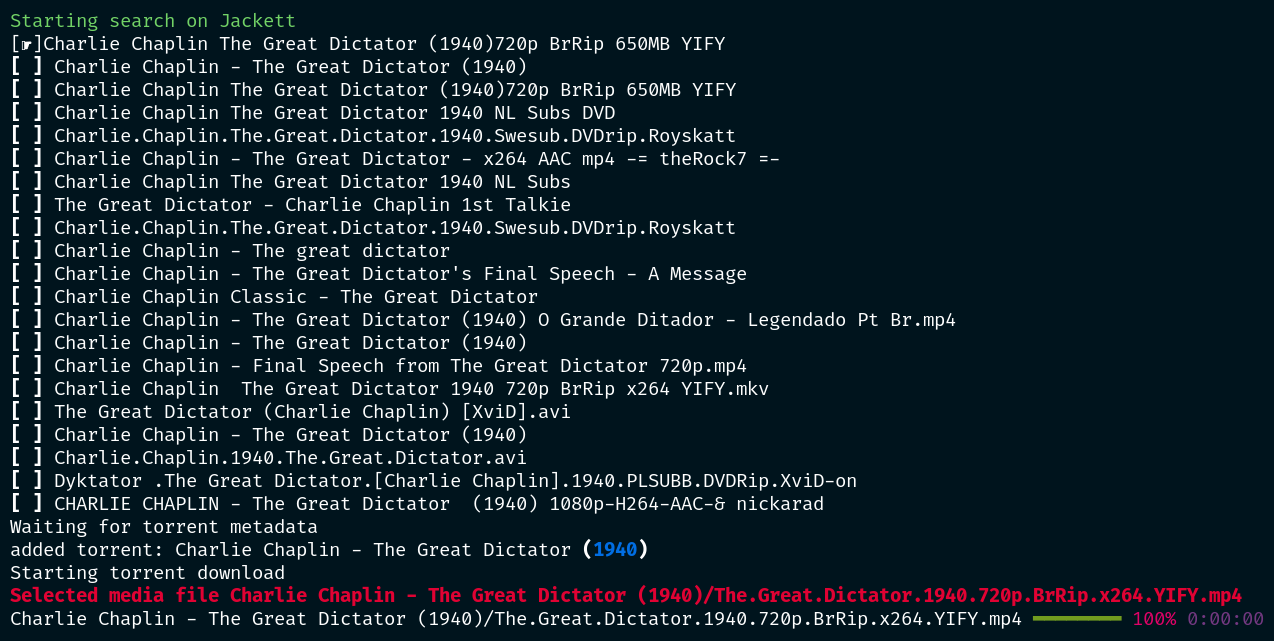 Starting search on Jackett
[☛]Charlie Chaplin The Great Dictator (1940)720p BrRip 650MB YIFY
[ ] Charlie Chaplin - The Great Dictator (1940)
[ ] Charlie Chaplin The Great Dictator (1940)720p BrRip 650MB YIFY
[ ] Charlie Chaplin The Great Dictator 1940 NL Subs DVD
[ ] Charlie.Chaplin.The.Great.Dictator.1940.Swesub.DVDrip.Royskatt
[ ] Charlie Chaplin - The Great Dictator - x264 AAC mp4 -= theRock7 =-
[ ] Charlie Chaplin The Great Dictator 1940 NL Subs
[ ] The Great Dictator - Charlie Chaplin 1st Talkie
[ ] Charlie.Chaplin.The.Great.Dictator.1940.Swesub.DVDrip.Royskatt
[ ] Charlie Chaplin - The great dictator
[ ] Charlie Chaplin - The Great Dictator's Final Speech - A Message
[ ] Charlie Chaplin Classic - The Great Dictator
[ ] Charlie Chaplin - The Great Dictator (1940) O Grande Ditador - Legendado Pt Br.mp4
[ ] Charlie Chaplin - The Great Dictator (1940)
[ ] Charlie Chaplin - Final Speech from The Great Dictator 720p.mp4
[ ] Charlie Chaplin  The Great Dictator 1940 720p BrRip x264 YIFY.mkv
[ ] The Great Dictator (Charlie Chaplin) [XviD].avi
[ ] Charlie Chaplin - The Great Dictator (1940)
[ ] Charlie.Chaplin.1940.The.Great.Dictator.avi
[ ] Dyktator .The Great Dictator.[Charlie Chaplin].1940.PLSUBB.DVDRip.XviD-on
[ ] CHARLIE CHAPLIN - The Great Dictator  (1940) 1080p-H264-AAC-& nickarad
Waiting for torrent metadata
added torrent: Charlie Chaplin - The Great Dictator (1940)
Starting torrent download
Selected media file Charlie Chaplin - The Great Dictator (1940)/The.Great.Dictator.1940.720p.BrRip.x264.YIFY.mp4
Charlie Chaplin - The Great Dictator (1940)/The.Great.Dictator.1940.720p.BrRip.x264.YIFY.mp4 ━━━━━━━━ 100% 0:00:00